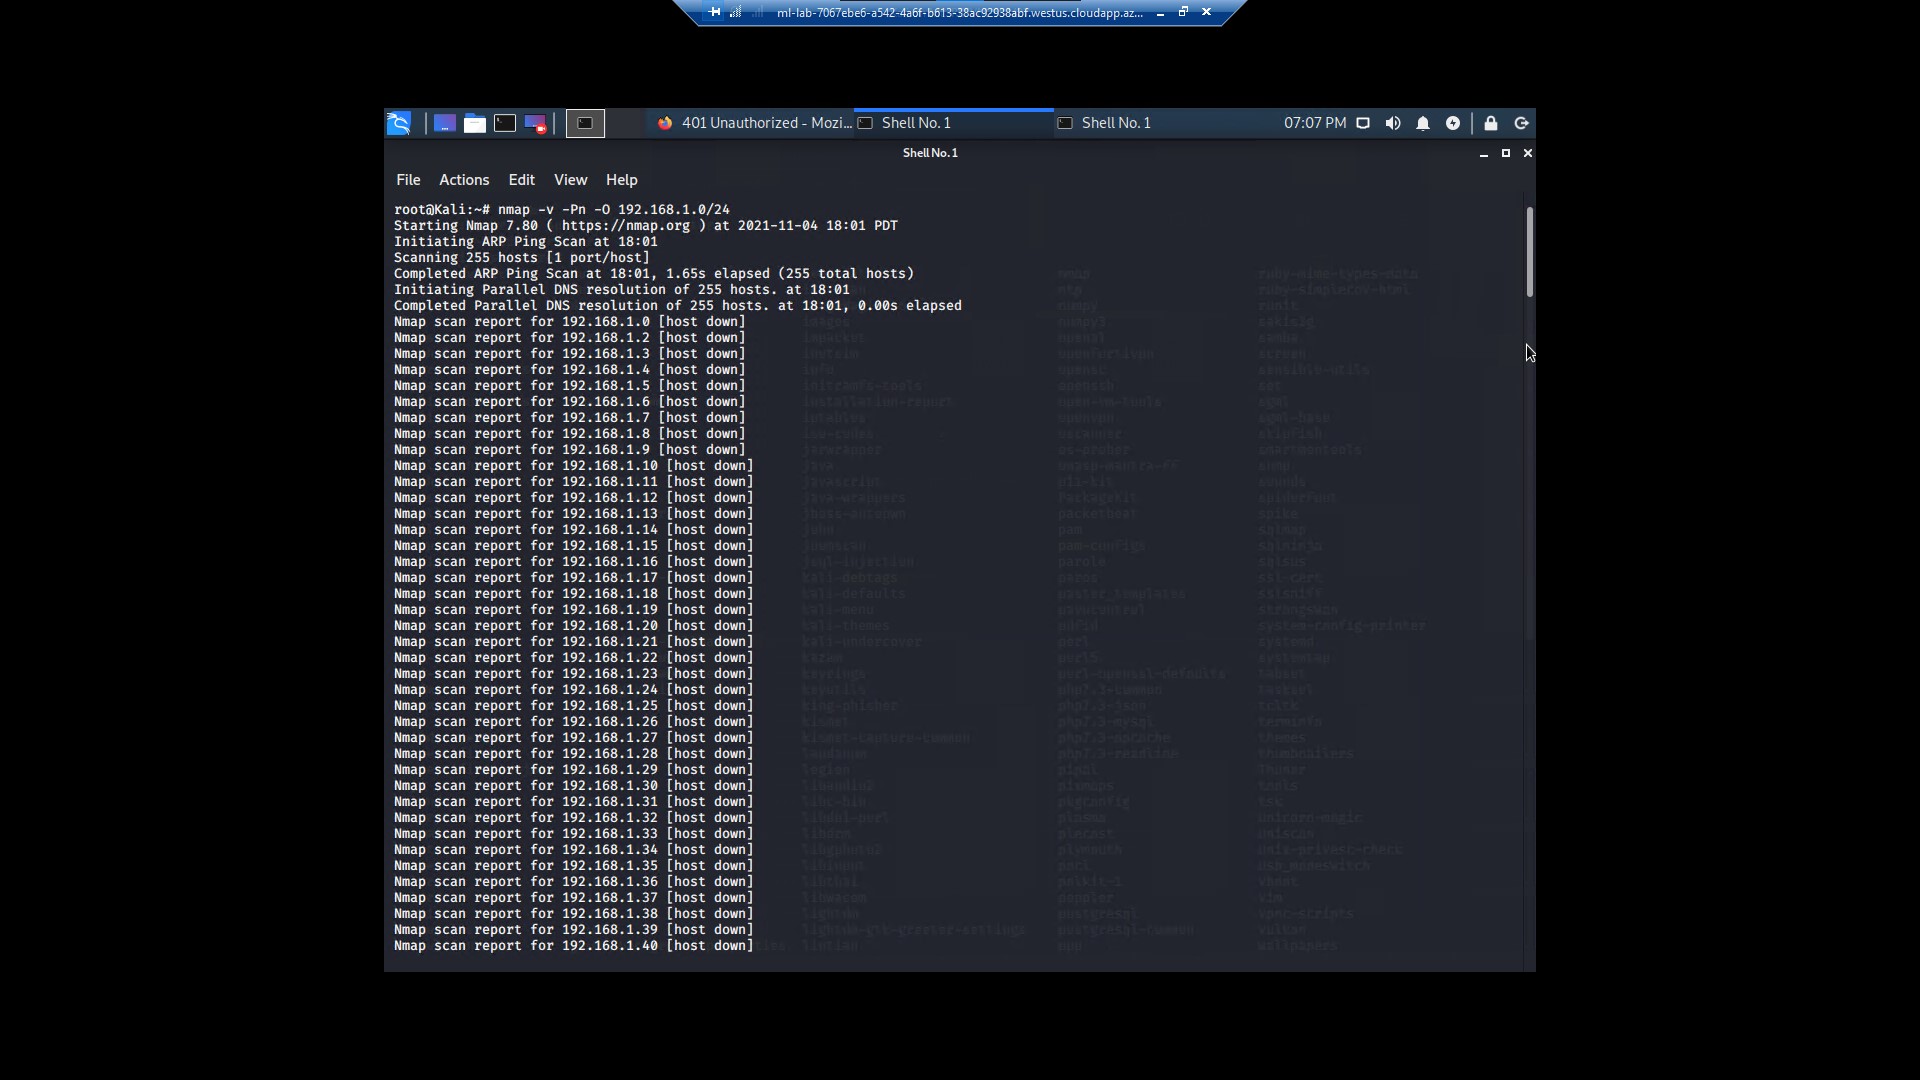 ml-lab-7067ebe6-a542-4a6f-b613-38ac92938abf.westus.cloudapp.az...
401 Unauthorized - Mozi...
Shell No. 1
Shell No. 1
07:07 PM
Shell No. 1
File Actions Edit View Help
root@Kali:~# nmap -v -Pn -O 192.168.1.0/24
Starting Nmap 7.80 ( https://nmap.org ) at 2021-11-04 18:01 PDT
Initiating ARP Ping Scan at 18:01
Scanning 255 hosts [1 port/host]
Completed ARP Ping Scan at 18:01, 1.65s elapsed (255 total hosts)
Initiating Parallel DNS resolution of 255 hosts. at 18:01
Completed Parallel DNS resolution of 255 hosts. at 18:01, 0.00s elapsed
Nmap scan report for 192.168.1.0 [host down]
Nmap scan report for 192.168.1.2 [host down]
Nmap scan report for 192.168.1.3 [host down]
Nmap scan report for 192.168.1.4 [host down]
Nmap scan report for 192.168.1.5 [host down]
Nmap scan report for 192.168.1.6 [host down]
Nmap scan report for 192.168.1.7 [host down]
Nmap scan report for 192.168.1.8 [host down]
Nmap scan report for 192.168.1.9 [host down]
Nmap scan report for 192.168.1.10 [host down]
Nmap scan report for 192.168.1.11 [host down]
Nmap scan report for 192.168.1.12 [host down]
Nmap scan report for 192.168.1.13 [host down]
Nmap scan report for 192.168.1.14 [host down]
Nmap scan report for 192.168.1.15 [host down]
Nmap scan report for 192.168.1.16 [host down]
Nmap scan report for 192.168.1.17 [host down]
Nmap scan report for 192.168.1.18 [host down]
Nmap scan report for 192.168.1.19 [host down]
Nmap scan report for 192.168.1.20 [host down]
Nmap scan report for 192.168.1.21 [host down]
Nmap scan report for 192.168.1.22 [host down]
Nmap scan report for 192.168.1.23 [host down]
Nmap scan report for 192.168.1.24 [host down]
Nmap scan report for 192.168.1.25 [host down]
Nmap scan report for 192.168.1.26 [host down]
Nmap scan report for 192.168.1.27 [host down]
Nmap scan report for 192.168.1.28 [host down]
Nmap scan report for 192.168.1.29 [host down]
Nmap scan report for 192.168.1.30 [host down]
Nmap scan report for 192.168.1.31 [host down]
Nmap scan report for 192.168.1.32 [host down]
Nmap scan report for 192.168.1.33 [host down]
Nmap scan report for 192.168.1.34 [host down]
Nmap scan report for 192.168.1.35 [host down]
Nmap scan report for 192.168.1.36 [host down]
Nmap scan report for 192.168.1.37 [host down]
Nmap scan report for 192.168.1.38 [host down]
Nmap scan report for 192.168.1.39 [host down]
Nmap scan report for 192.168.1.40 [host down]